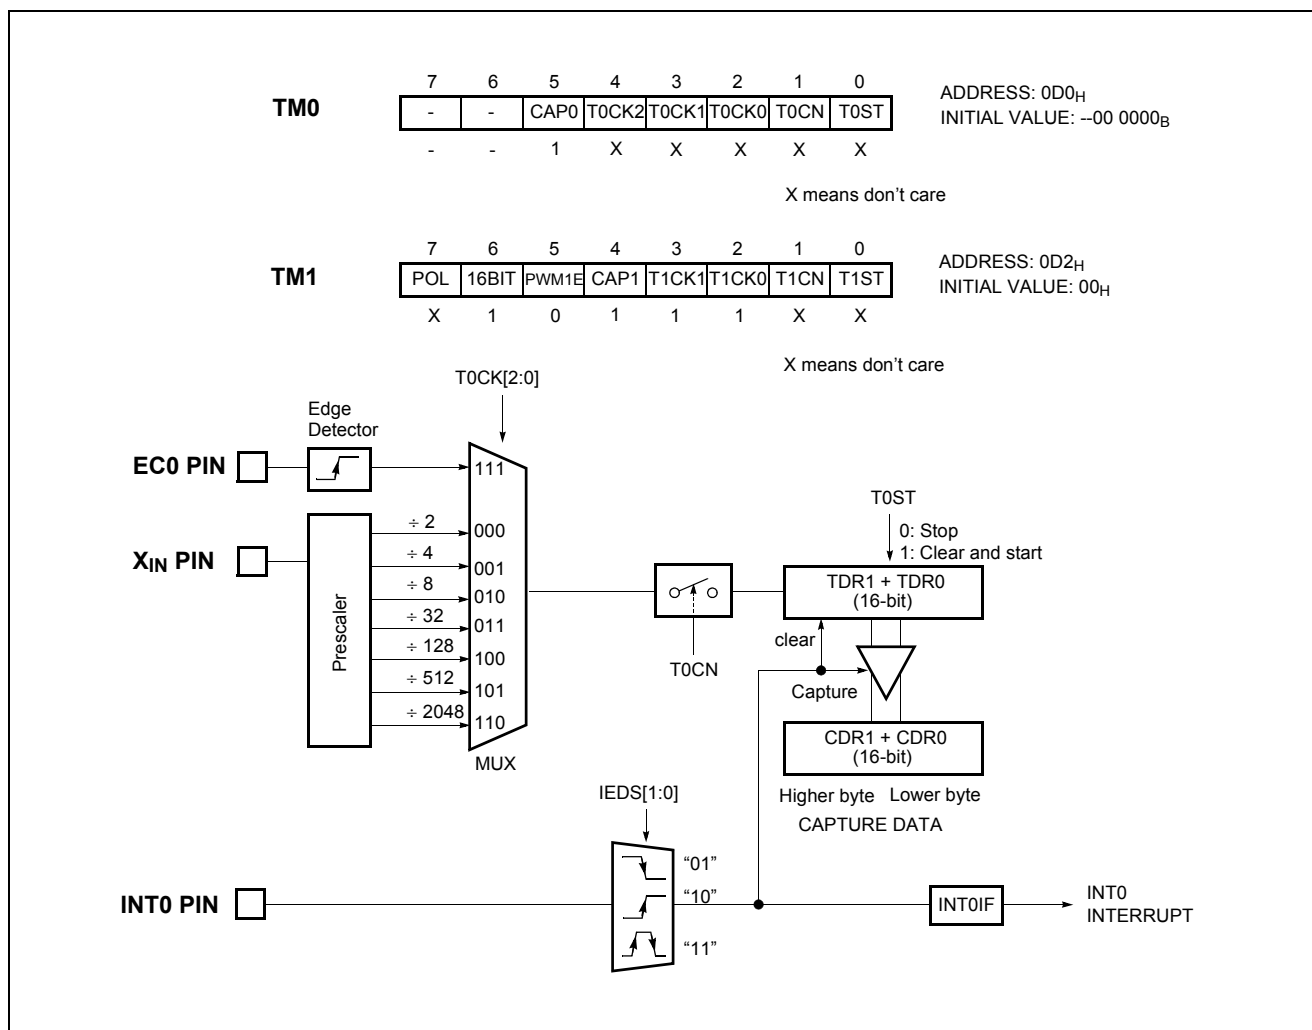 7 6 5 4 3 2 1 0
TM0 - - CAP0 T0CK2 T0CK1 T0CK0 T0CN T0ST
- - 1 X X X X X
ADDRESS: 0D0H
INITIAL VALUE: --00 0000B
X means don't care
7 6 5 4 3 2 1 0
TM1 POL 16BIT PWM1E CAP1 T1CK1 T1CK0 T1CN T1ST
X 1 0 1 1 1 X X
ADDRESS: 0D2H
INITIAL VALUE: 00H
X means don't care
T0CK[2:0]
Edge
Detector
EC0 PIN
111
XIN PIN
Prescaler
÷ 2 000
÷ 4 001
÷ 8 010
÷ 32 011
÷ 128 100
÷ 512 101
÷ 2048 110
MUX
T0CN
T0ST
0: Stop
1: Clear and start
TDR1 + TDR0
(16-bit)
clear
Capture
CDR1 + CDR0
(16-bit)
Higher byte Lower byte
CAPTURE DATA
IEDS[1:0]
INT0 PIN
“01”
“10”
“11”
INT0IF
INT0
INTERRUPT